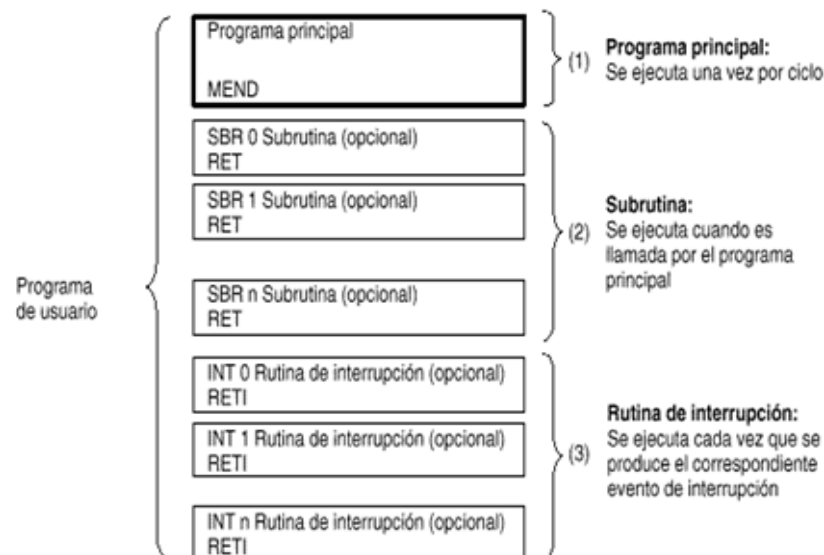 Programa principal
MEND
(1)
Programa principal:
Se ejecuta una vez por ciclo
SBR 0 Subrutina (opcional)
RET
SBR 1 Subrutina (opcional)
RET
SBR n Subrutina (opcional)
RET
(2)
Subrutina:
Se ejecuta cuando es
llamada por el programa
principal
Programa
de usuario
INT 0 Rutina de interrupción (opcional)
RETI
INT 1 Rutina de interrupción (opcional)
RETI
INT n Rutina de interrupción (opcional)
RETI
(3)
Rutina de interrupción:
Se ejecuta cada vez que se
produce el correspondiente
evento de interrupción